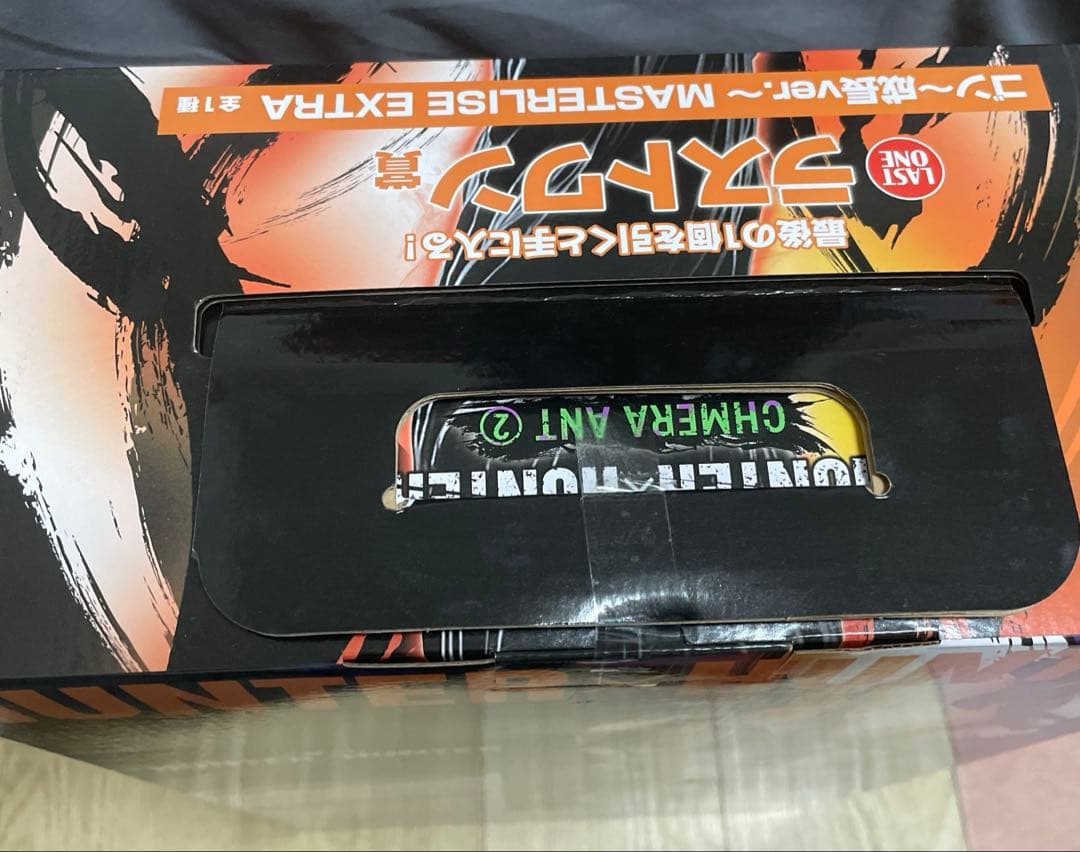 HUNTER×HUNTER
CHMERA ANT ②
最後の1個を引くと手に入る!
LAST
ONE
ラストワン賞
ゴン～成長ver.～ MASTERLISE EXTRA 全1種
UNTER HUN